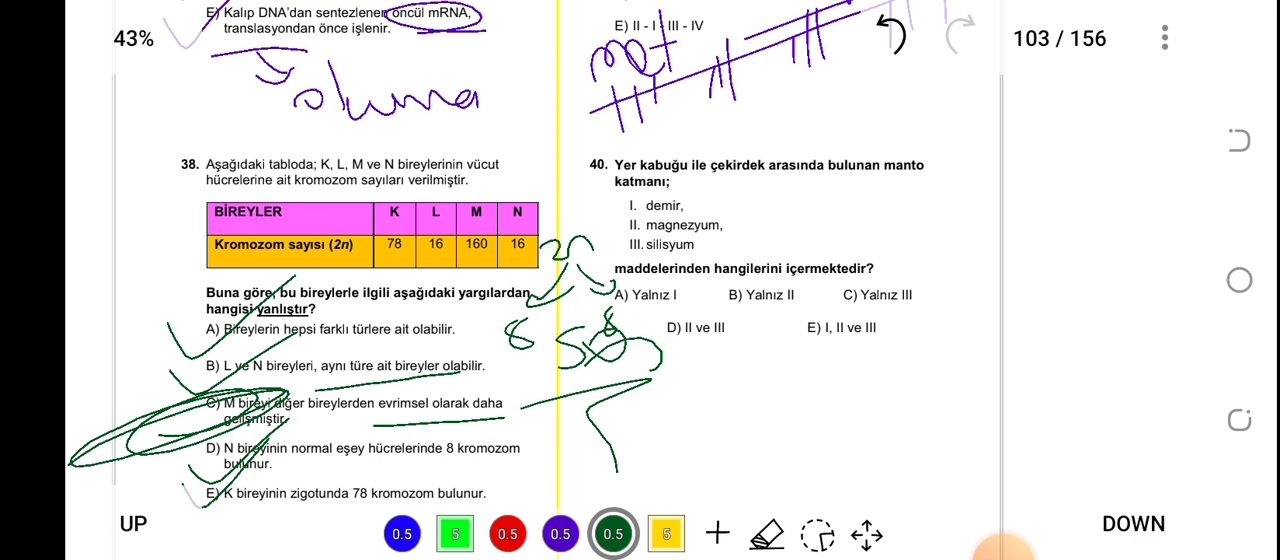 E) Kalıp DNA'dan sentezlenen öncül mRNA,
translasyondan önce işlenir.
oluma
38. Aşağıdaki tabloda; K, L, M ve N bireylerinin vücut
hücrelerine ait kromozom sayıları verilmiştir.
BİREYLER K L M N
Kromozom sayısı (2n) 78 16 160 16
Buna göre, bu bireylerle ilgili aşağıdaki yargılardan
hangisi yanlıştır?
A) Bireylerin hepsi farklı türlere ait olabilir.
B) L ve N bireyleri, aynı türe ait bireyler olabilir.
C) M bireyi diğer bireylerden evrimsel olarak daha
gelişmiştir.
D) N bireyinin normal eşey hücrelerinde 8 kromozom
bulunur.
E) K bireyinin zigotunda 78 kromozom bulunur.
8
8
E) II - I III - IV
met
40. Yer kabuğu ile çekirdek arasında bulunan manto
katmanı;
I. demir,
II. magnezyum,
III. silisyum
maddelerinden hangilerini içermektedir?
A) Yalnız I B) Yalnız II C) Yalnız III
D) II ve III E) I, II ve III
43%
103 / 156
UP
0.5 5 0.5 0.5 0.5 5
DOWN